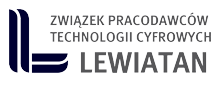 ZWIĄZEK PRACODAWCÓW
TECHNOLOGII CYFROWYCH
LEWIATAN